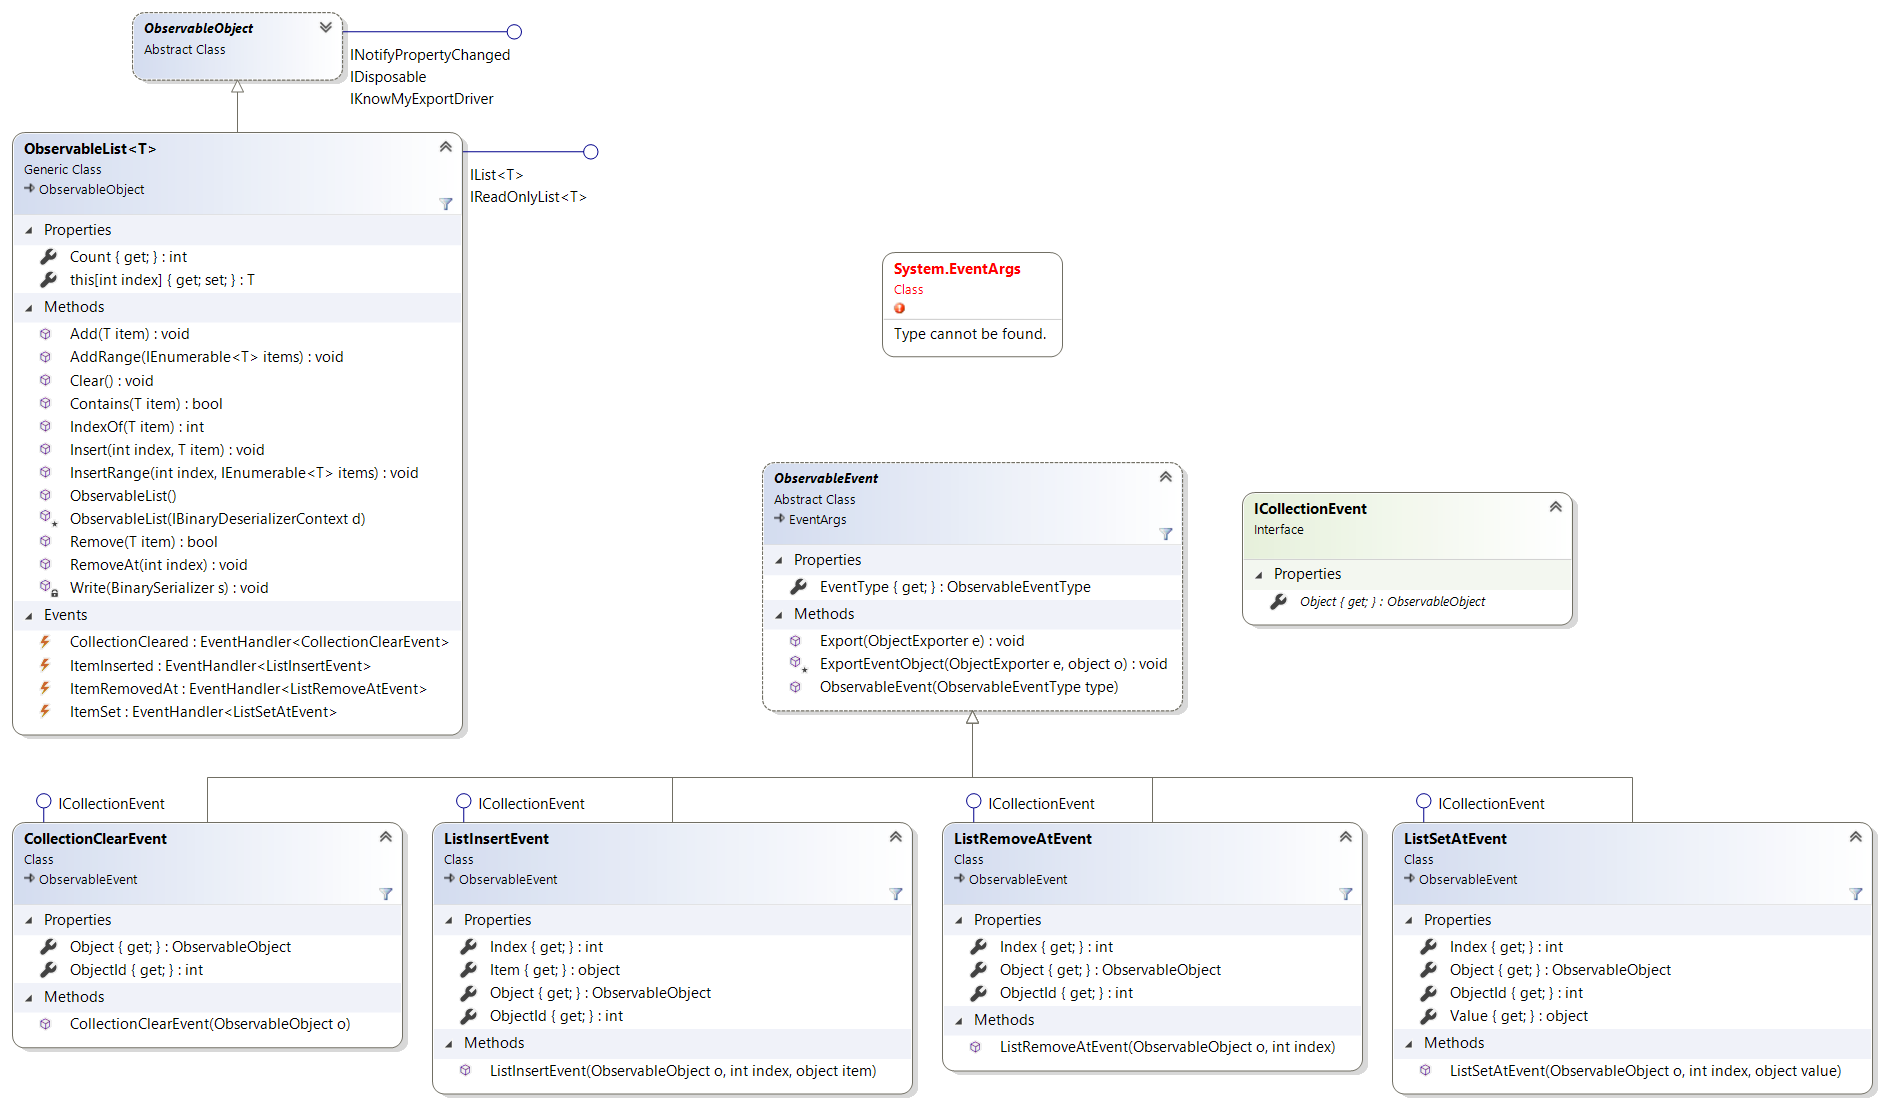 ObservableObject
Abstract Class
INotifyPropertyChanged
IDisposable
IKnowMyExportDriver
ObservableList<T>
Generic Class
ObservableObject
IList<T>
IReadOnlyList<T>
Properties
Count { get; } : int
this[int index] { get; set; } : T
Methods
Add(T item) : void
AddRange(IEnumerable<T> items) : void
Clear() : void
Contains(T item) : bool
IndexOf(T item) : int
Insert(int index, T item) : void
InsertRange(int index, IEnumerable<T> items) : void
ObservableList()
ObservableList(IBinaryDeserializerContext d)
Remove(T item) : bool
RemoveAt(int index) : void
Write(BinarySerializer s) : void
Events
CollectionCleared : EventHandler<CollectionClearEvent>
ItemInserted : EventHandler<ListInsertEvent>
ItemRemovedAt : EventHandler<ListRemoveAtEvent>
ItemSet : EventHandler<ListSetAtEvent>
System.EventArgs
Class
Type cannot be found.
ObservableEvent
Abstract Class
EventArgs
Properties
EventType { get; } : ObservableEventType
Methods
Export(ObjectExporter e) : void
ExportEventObject(ObjectExporter e, object o) : void
ObservableEvent(ObservableEventType type)
ICollectionEvent
Interface
Properties
Object { get; } : ObservableObject
ICollectionEvent
CollectionClearEvent
Class
ObservableEvent
Properties
Object { get; } : ObservableObject
ObjectId { get; } : int
Methods
CollectionClearEvent(ObservableObject o)
ICollectionEvent
ListInsertEvent
Class
ObservableEvent
Properties
Index { get; } : int
Item { get; } : object
Object { get; } : ObservableObject
ObjectId { get; } : int
Methods
ListInsertEvent(ObservableObject o, int index, object item)
ICollectionEvent
ListRemoveAtEvent
Class
ObservableEvent
Properties
Index { get; } : int
Object { get; } : ObservableObject
ObjectId { get; } : int
Methods
ListRemoveAtEvent(ObservableObject o, int index)
ICollectionEvent
ListSetAtEvent
Class
ObservableEvent
Properties
Index { get; } : int
Object { get; } : ObservableObject
ObjectId { get; } : int
Value { get; } : object
Methods
ListSetAtEvent(ObservableObject o, int index, object value)